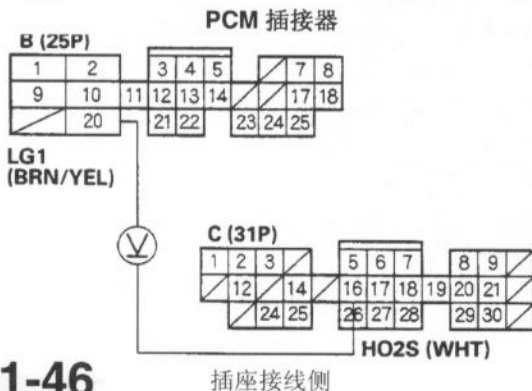 PCM 插接器
B (25P)
1 2 3 4 5 7 8
9 10 11 12 13 14 17 18
20 21 22 23 24 25
LG1
(BRN/YEL)
V
C (31P)
1 2 3 5 6 7 8 9
12 14 16 17 18 19 20 21
24 25 26 27 28 29 30
HO2S (WHT)
1-46
插座接线侧